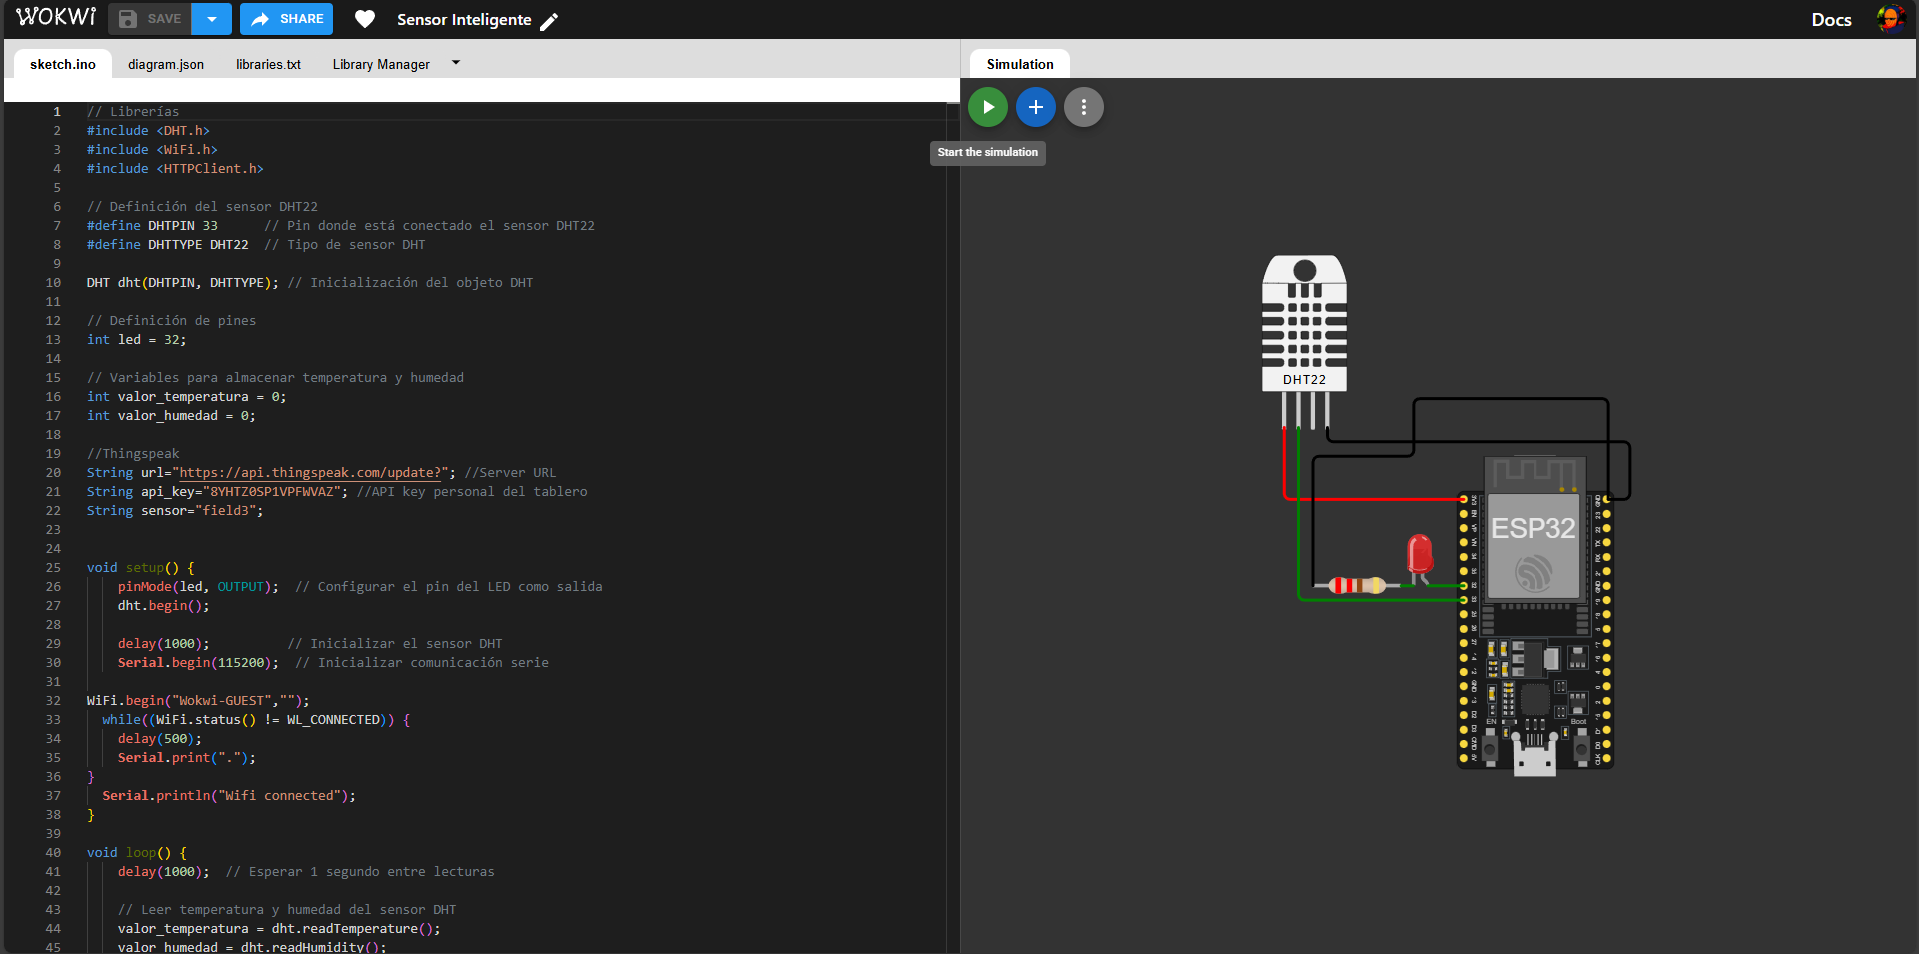 WOKWI
SAVE
SHARE
Sensor Inteligente
Docs
sketch.ino
diagram.json
libraries.txt
Library Manager
Simulation
Start the simulation
1 // Librerías
2 #include <DHT.h>
3 #include <WiFi.h>
4 #include <HTTPClient.h>
5
6 // Definición del sensor DHT22
7 #define DHTPIN 33 // Pin donde está conectado el sensor DHT22
8 #define DHTTYPE DHT22 // Tipo de sensor DHT
9
10 DHT dht(DHTPIN, DHTTYPE); // Inicialización del objeto DHT
11
12 // Definición de pines
13 int led = 32;
14
15 // Variables para almacenar temperatura y humedad
16 int valor_temperatura = 0;
17 int valor_humedad = 0;
18
19 //Thingspeak
20 String url="https://api.thingspeak.com/update?"; //Server URL
21 String api_key="8YHTZ0SP1VPFWVAZ"; //API key personal del tablero
22 String sensor="field3";
23
24
25 void setup() {
26 pinMode(led, OUTPUT); // Configurar el pin del LED como salida
27 dht.begin();
28
29 delay(1000); // Inicializar el sensor DHT
30 Serial.begin(115200); // Inicializar comunicación serie
31
32 WiFi.begin("Wokwi-GUEST","");
33 while((WiFi.status() != WL_CONNECTED)) {
34 delay(500);
35 Serial.print(".");
36 }
37 Serial.println("Wifi connected");
38 }
39
40 void loop() {
41 delay(1000); // Esperar 1 segundo entre lecturas
42
43 // Leer temperatura y humedad del sensor DHT
44 valor_temperatura = dht.readTemperature();
45 valor_humedad = dht.readHumidity();
DHT22
ESP32
EN
Boot